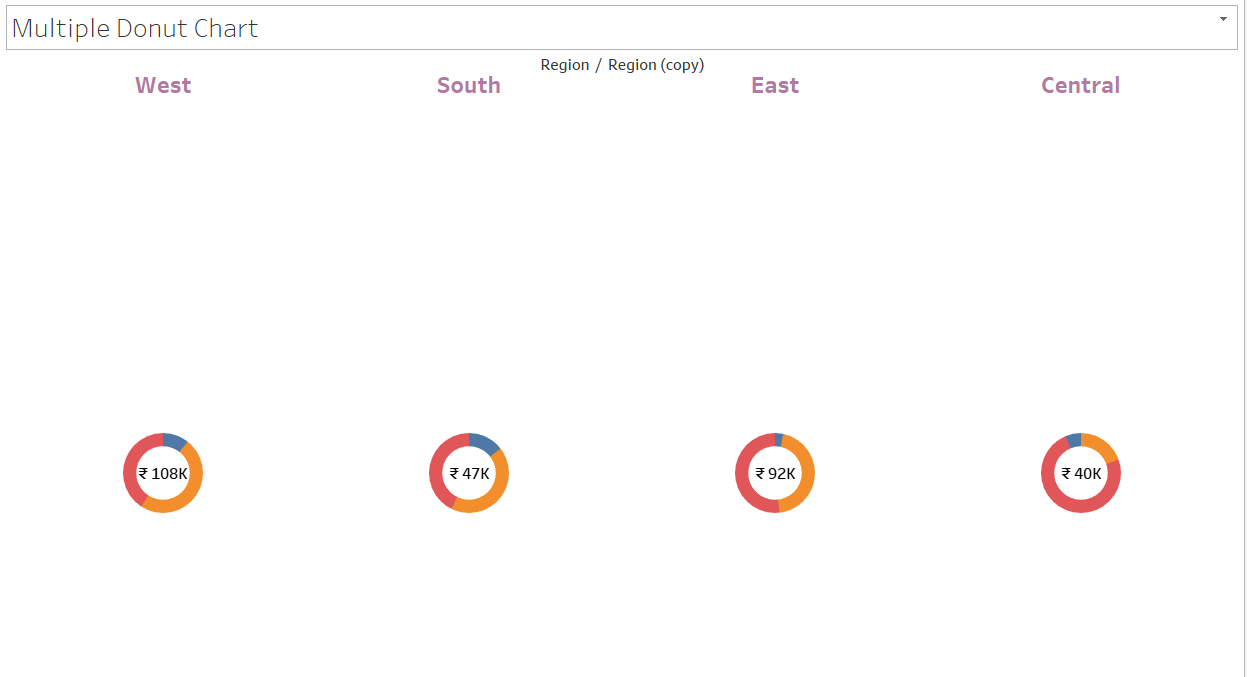 Multiple Donut Chart
Region / Region (copy)
West South East Central
₹ 108K ₹ 47K ₹ 92K ₹ 40K